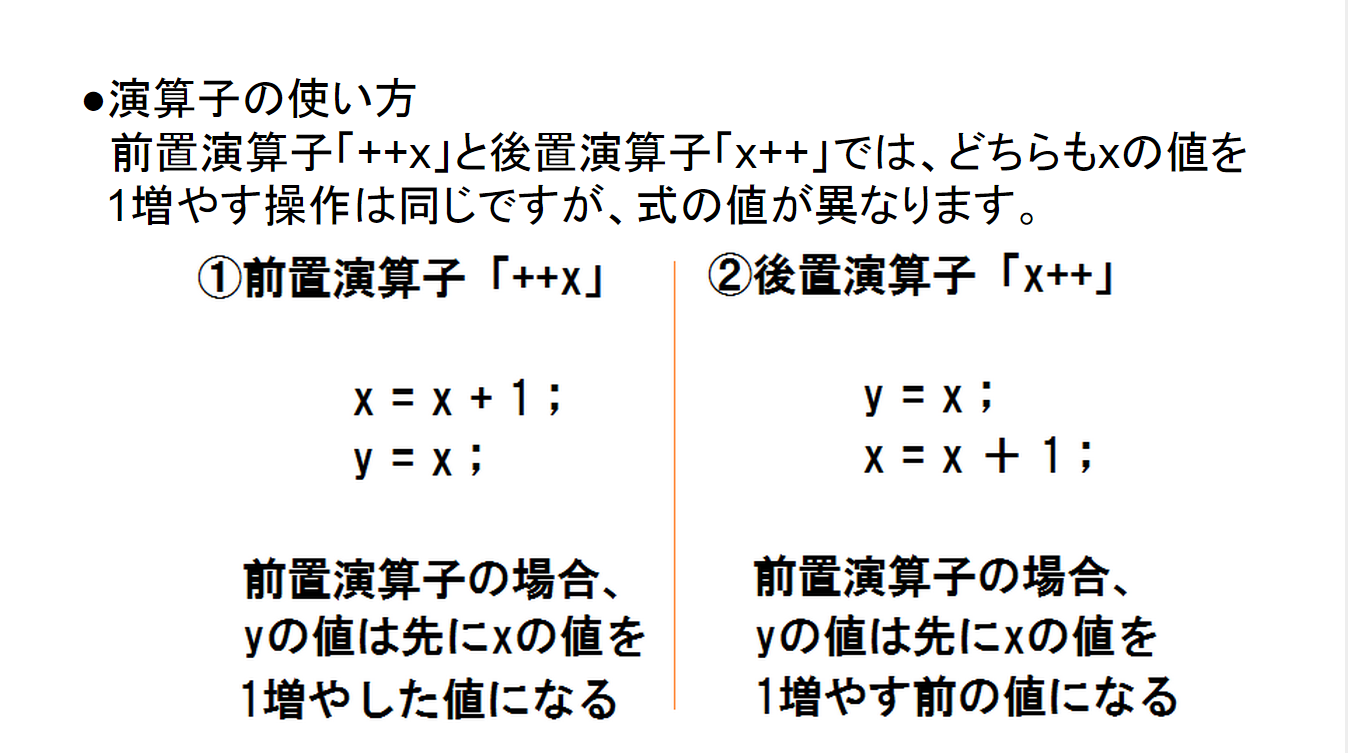 ●演算子の使い方
前置演算子「++x」と後置演算子「x++」では、どちらもxの値を
1増やす操作は同じですが、式の値が異なります。
①前置演算子「++x」
x = x + 1；
y = x；
前置演算子の場合、
yの値は先にxの値を
1増やした値になる
②後置演算子「x++」
y = x；
x = x ＋ 1；
前置演算子の場合、
yの値は先にxの値を
1増やす前の値になる